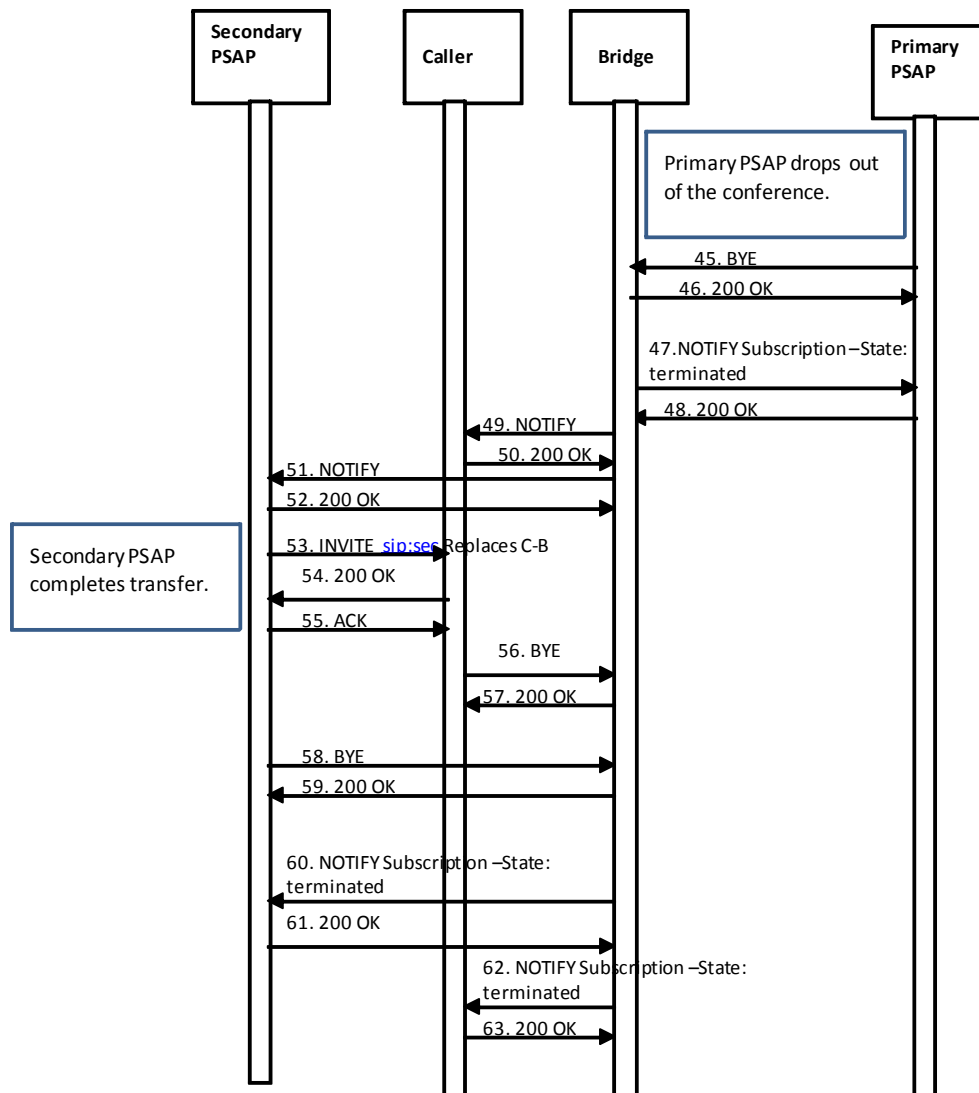 Secondary
PSAP
Caller
Bridge
Primary
PSAP
Primary PSAP drops out
of the conference.
45. BYE
46. 200 OK
47.NOTIFY Subscription –State:
terminated
48. 200 OK
49. NOTIFY
50. 200 OK
51. NOTIFY
52. 200 OK
53. INVITE sip:sec Replaces C-B
Secondary PSAP
completes transfer.
54. 200 OK
55. ACK
56. BYE
57. 200 OK
58. BYE
59. 200 OK
60. NOTIFY Subscription –State:
terminated
61. 200 OK
62. NOTIFY Subscription –State:
terminated
63. 200 OK